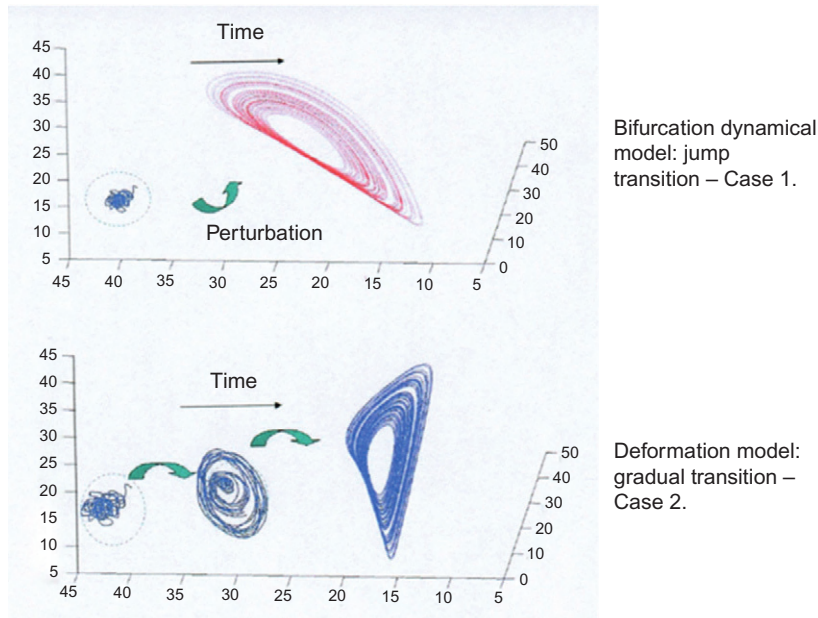 Time
45
40
35
30
25
20
15
10
5
45 40 35 30 25 20 15 10 5
50
40
30
20
10
0
Perturbation
Bifurcation dynamical
model: jump
transition – Case 1.
Time
45
40
35
30
25
20
15
10
5
45 40 35 30 25 20 15 10 5
50
40
30
20
10
0
Deformation model:
gradual transition –
Case 2.